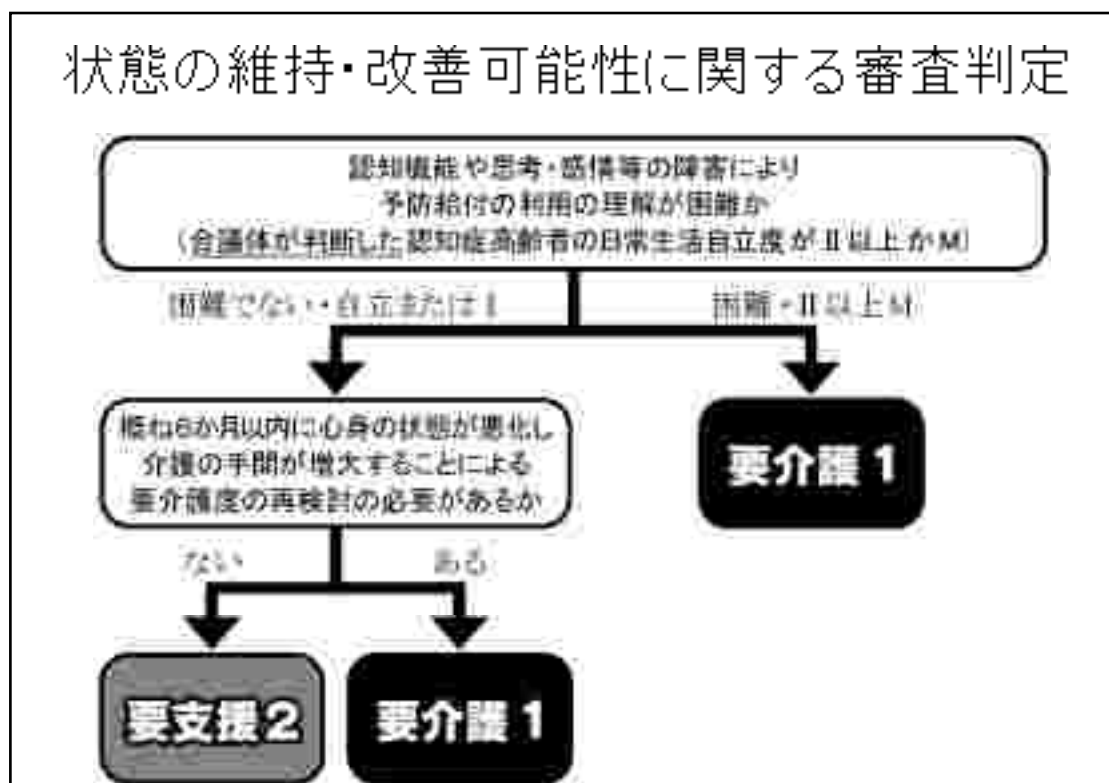 状態の維持・改善可能性に関する審査判定
認知機能や思考・感情等の障害により
予防給付の利用の理解が困難か
(合議体が判断した認知症高齢者の日常生活自立度がⅡ以上かM)
困難でない・自立またはⅠ
困難・Ⅱ以上M
概ね6か月以内に心身の状態が悪化し
介護の手間が増大することによる
要介護度の再検討の必要があるか
要介護1
ない
ある
要支援2
要介護1